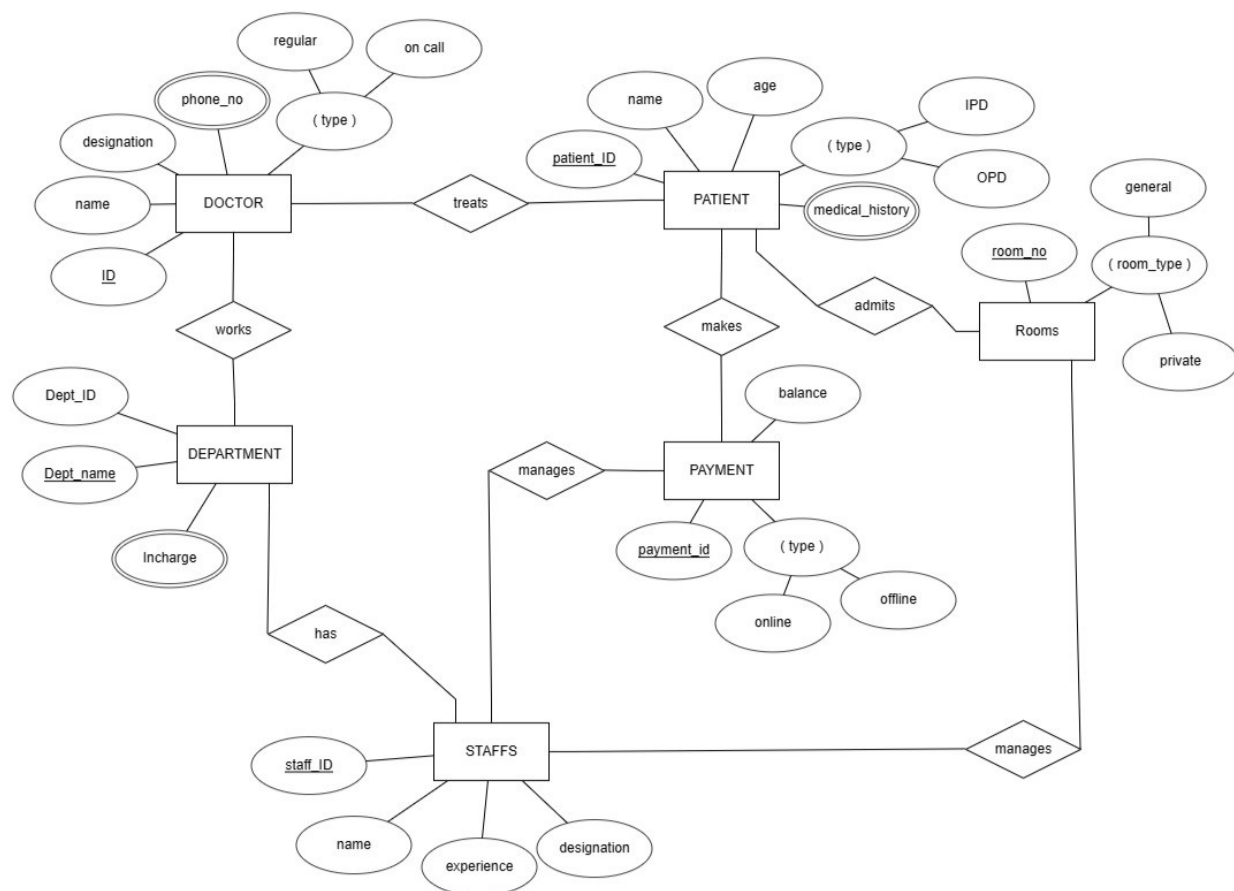 regular
on call
phone_no
( type )
designation
name
DOCTOR
ID
treats
name
age
patient_ID
( type )
IPD
OPD
PATIENT
medical_history
general
room_no
( room_type )
admits
Rooms
private
works
makes
Dept_ID
Dept_name
DEPARTMENT
Incharge
balance
manages
PAYMENT
payment_id
( type )
online
offline
has
staff_ID
STAFFS
name
experience
designation
manages